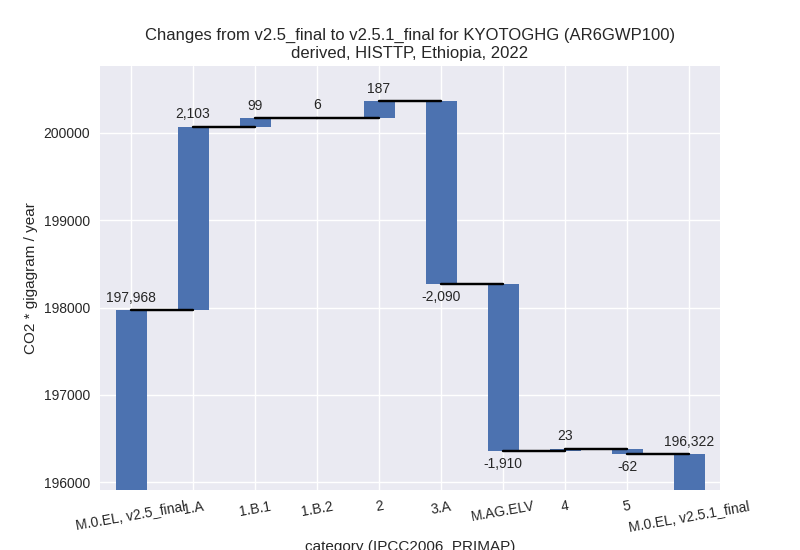 Changes from v2.5_final to v2.5.1_final for KYOTOGHG (AR6GWP100)
derived, HISTTP, Ethiopia, 2022
187
99
6
2,103
200000
199000
198000
197000
196000
197,968
-2,090
-1,910
23
-62
196,322
CO2 * gigagram / year
M.0.EL, v2.5_final
1.A
1.B.1
1.B.2
2
3.A
M.AG.ELV
4
5
M.0.EL, v2.5.1_final
category (IPCC2006_PRIMAP)